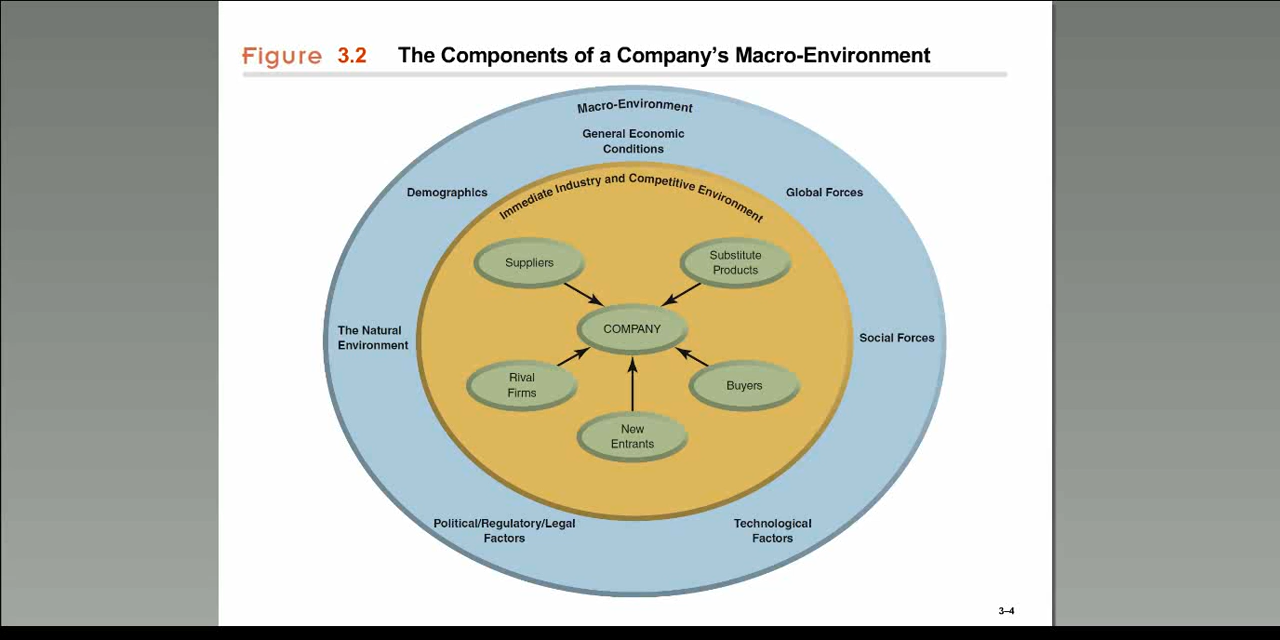 Figure 3.2 The Components of a Company's Macro-Environment
Macro-Environment
General Economic
Conditions
Demographics
Global Forces
Immediate Industry and Competitive Environment
Suppliers
Substitute
Products
COMPANY
The Natural
Environment
Social Forces
Rival
Firms
Buyers
New
Entrants
Political/Regulatory/Legal
Factors
Technological
Factors
3–4